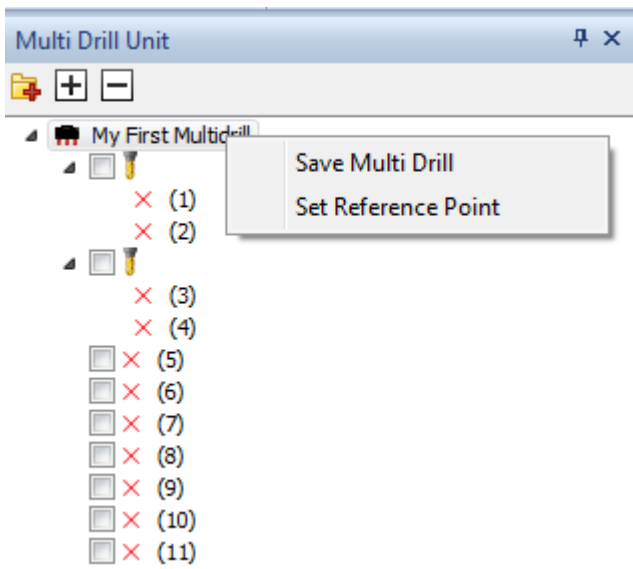 Multi Drill Unit
My First Multidrill
Save Multi Drill
Set Reference Point
(1)
(2)
(3)
(4)
(5)
(6)
(7)
(8)
(9)
(10)
(11)